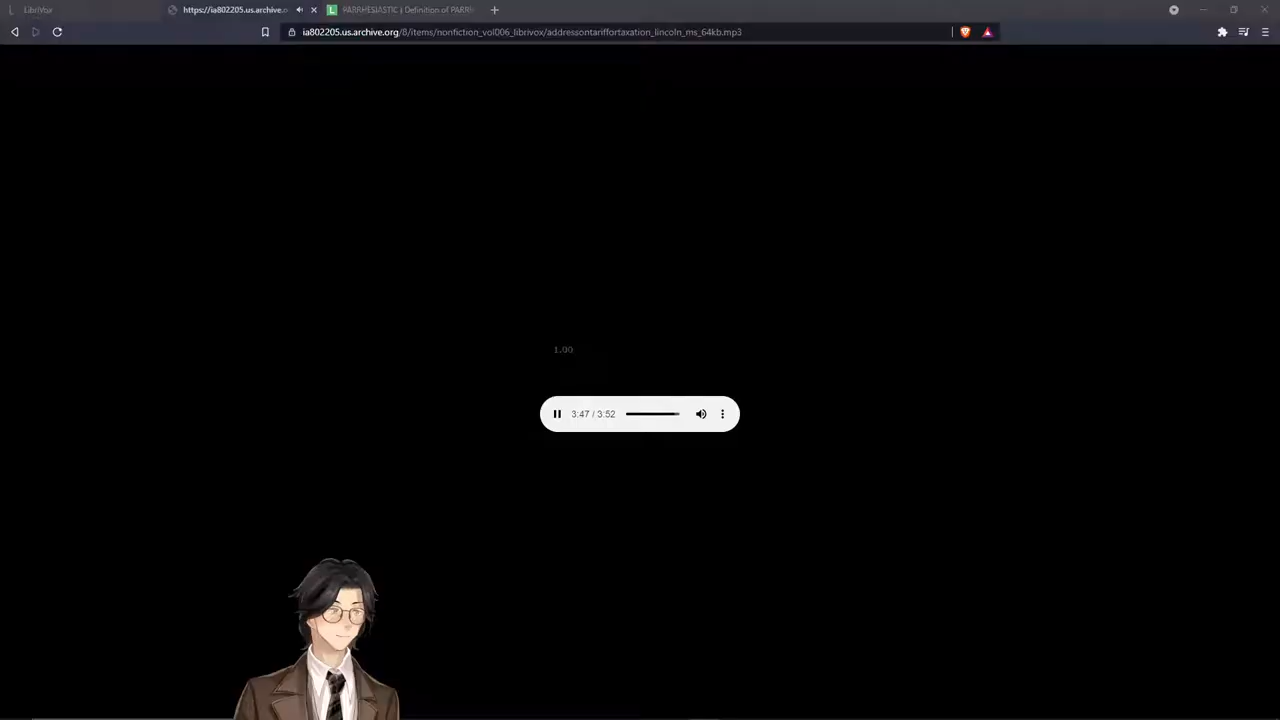 LibriVox
https://ia802205.us.archive.o
PARRHESIASTIC | Definition of PARRH
ia802205.us.archive.org/8/items/nonfiction_vol006_librivox/addressontariffortaxation_lincoln_ms_64kb.mp3
1.00
3:47 / 3:52